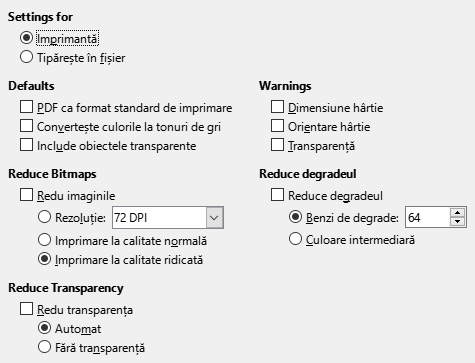 Settings for
Imprimantă
Tipărește în fișier
Defaults
PDF ca format standard de imprimare
Convertește culorile la tonuri de gri
Include obiectele transparente
Warnings
Dimensiune hârtie
Orientare hârtie
Transparență
Reduce Bitmaps
Redu imaginile
Rezoluție: 72 DPI
Imprimare la calitate normală
Imprimare la calitate ridicată
Reduce degradeul
Reduce degradeul
Benzi de degrade: 64
Culoare intermediară
Reduce Transparency
Redu transparența
Automat
Fără transparență